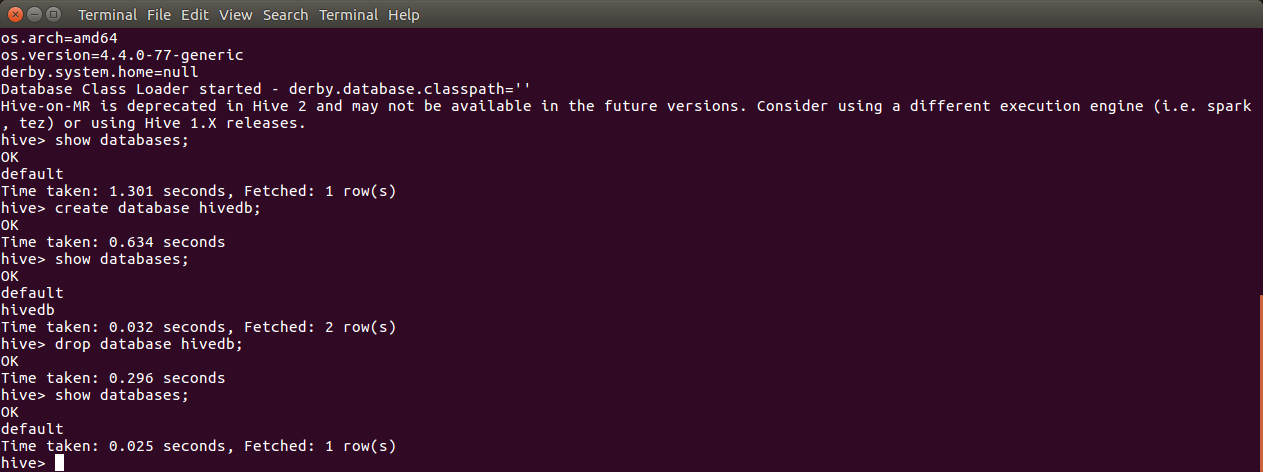 Terminal File Edit View Search Terminal Help
os.arch=amd64
os.version=4.4.0-77-generic
derby.system.home=null
Database Class Loader started - derby.database.classpath=''
Hive-on-MR is deprecated in Hive 2 and may not be available in the future versions. Consider using a different execution engine (i.e. spark
, tez) or using Hive 1.X releases.
hive> show databases;
OK
default
Time taken: 1.301 seconds, Fetched: 1 row(s)
hive> create database hivedb;
OK
Time taken: 0.634 seconds
hive> show databases;
OK
default
hivedb
Time taken: 0.032 seconds, Fetched: 2 row(s)
hive> drop database hivedb;
OK
Time taken: 0.296 seconds
hive> show databases;
OK
default
Time taken: 0.025 seconds, Fetched: 1 row(s)
hive>